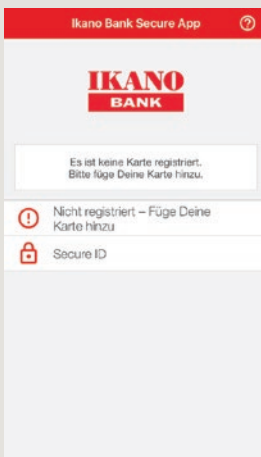 Ikano Bank Secure App ?
IKANO
BANK
Es ist keine Karte registriert.
Bitte füge Deine Karte hinzu.
Nicht registriert – Füge Deine
Karte hinzu
Secure ID